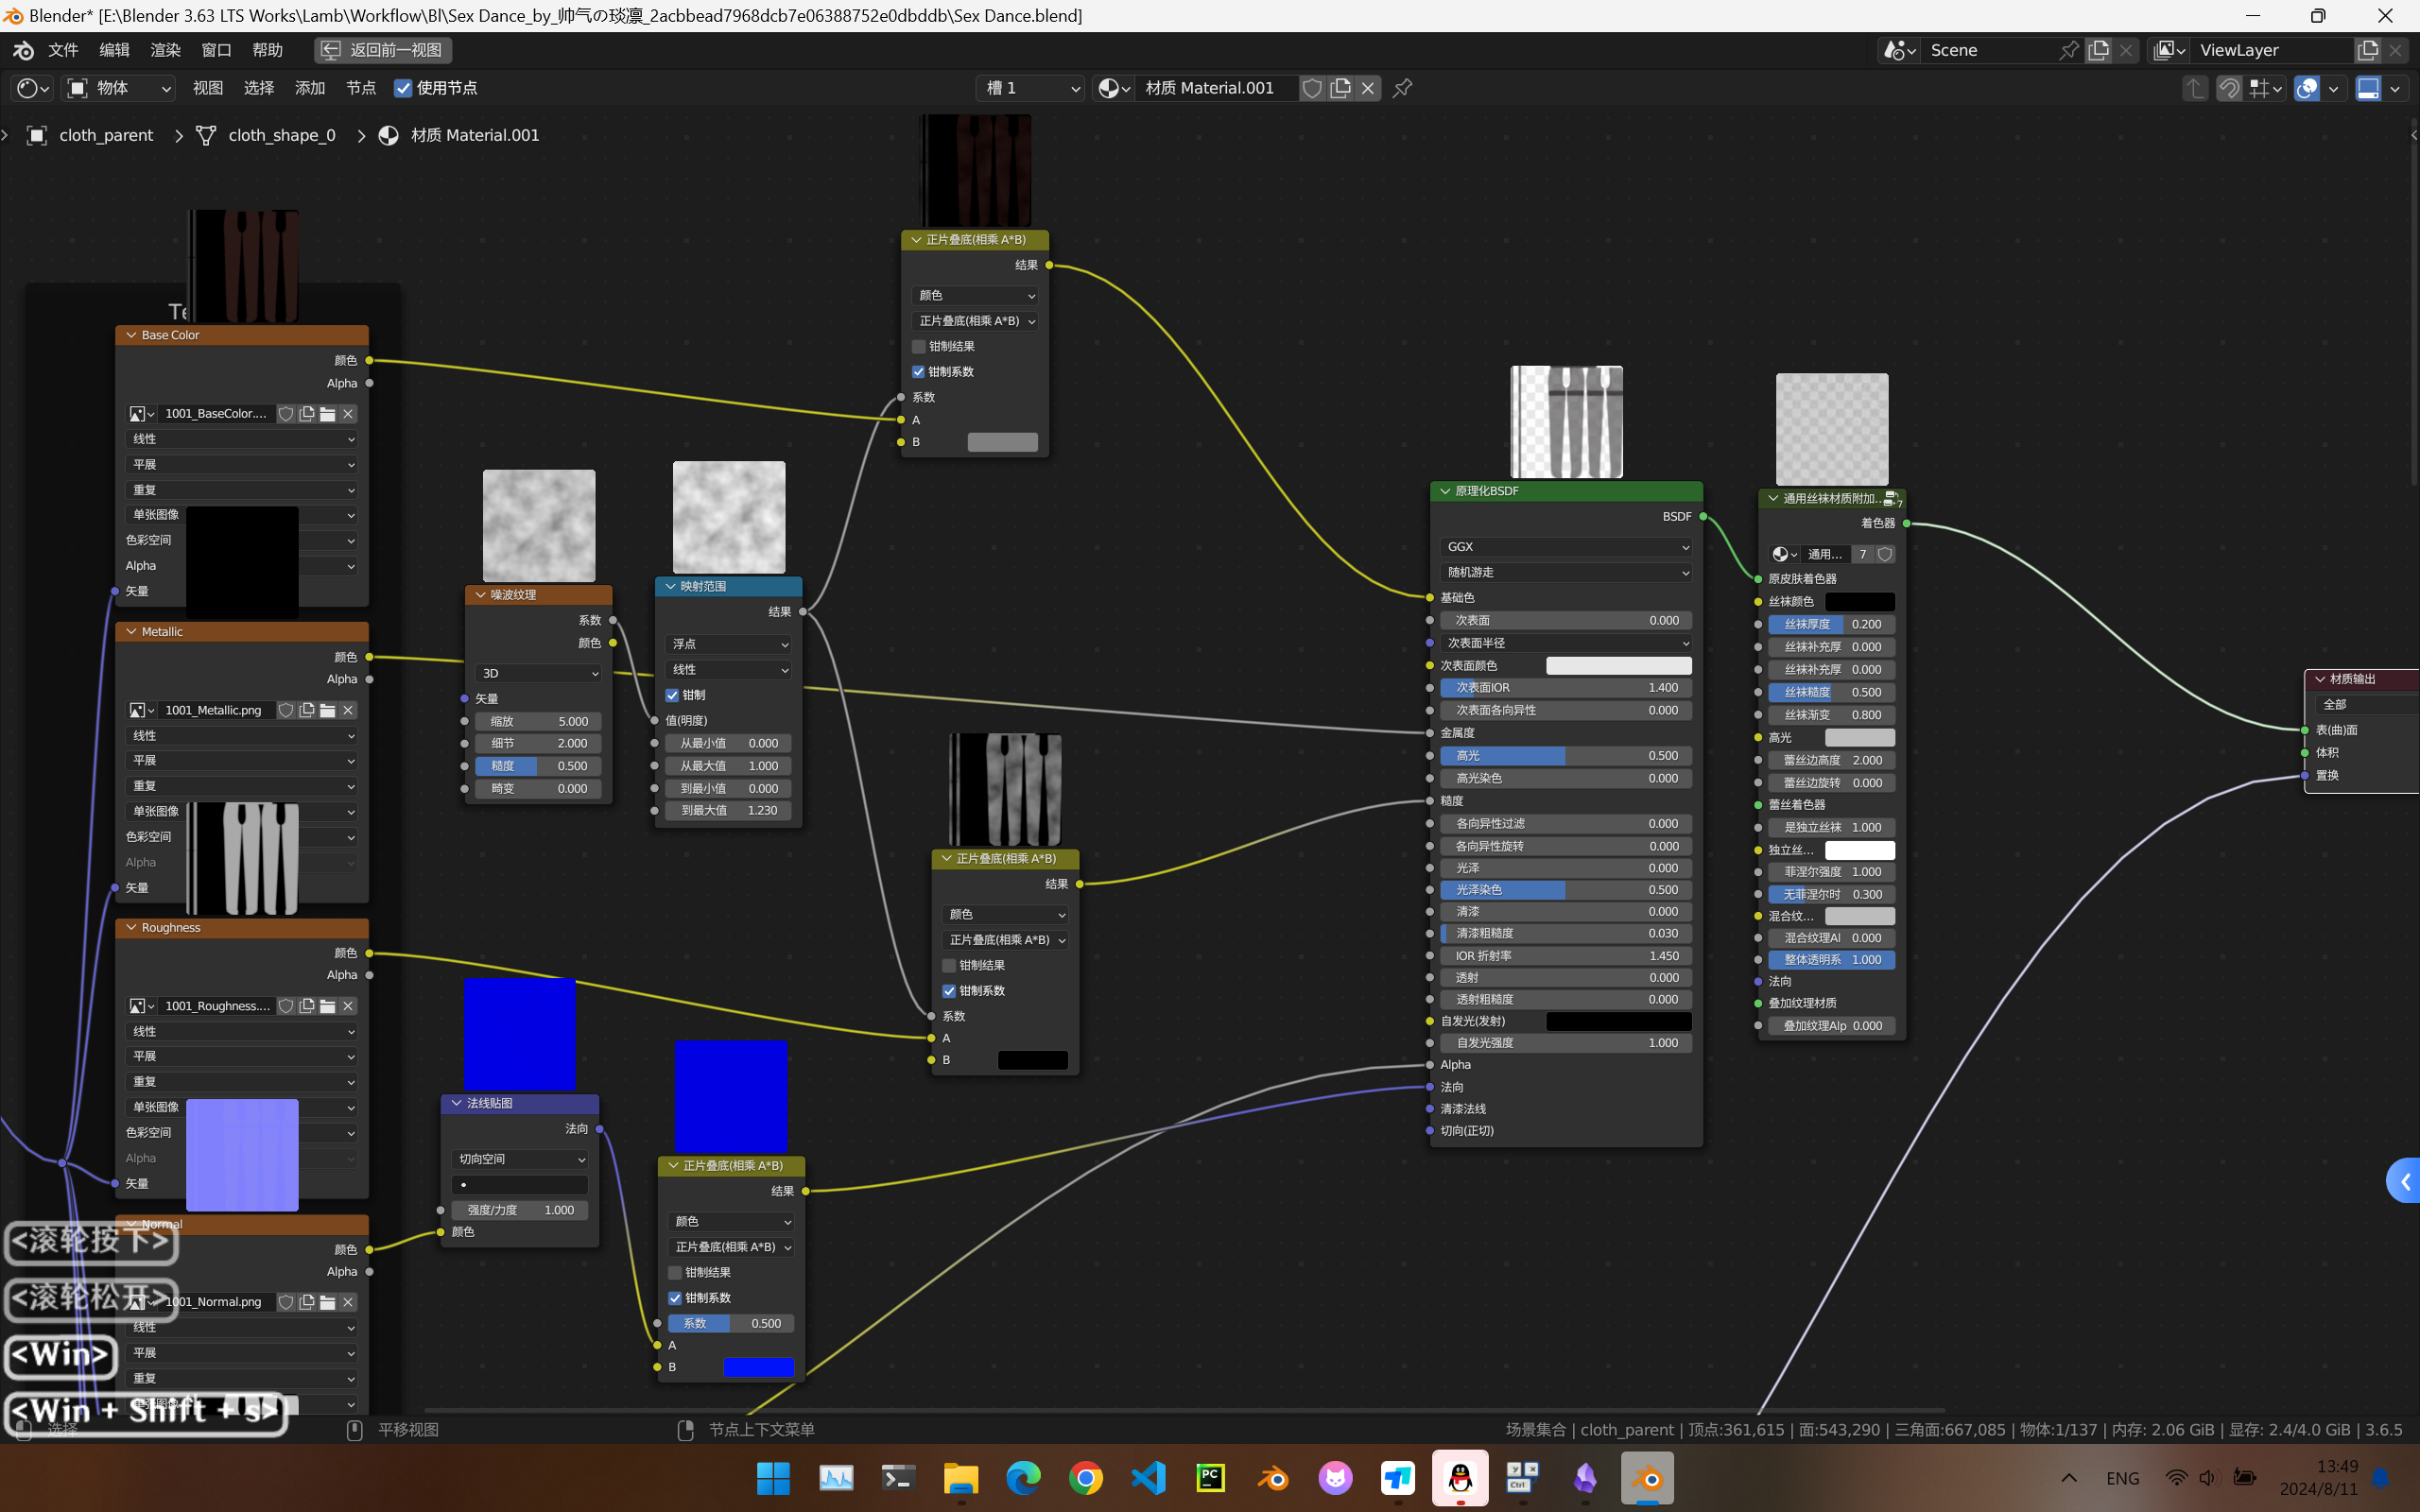 Blender* [E:\Blender 3.63 LTS Works\Lamb\Workflow\Bl\Sex Dance_by_帅气の琰凛_2acbbead7968dcb7e06388752e0dbddb\Sex Dance.blend]
文件 编辑 渲染 窗口 帮助 返回前一视图 Scene ViewLayer
物体 视图 选择 添加 节点 使用节点 槽 1 材质 Material.001
cloth_parent cloth_shape_0 材质 Material.001
Base Color
颜色
Alpha
1001_BaseColor....
线性
平展
重复
单张图像
色彩空间
Alpha
矢量
Metallic
颜色
Alpha
1001_Metallic.png
线性
平展
重复
单张图像
色彩空间
Alpha
矢量
Roughness
颜色
Alpha
1001_Roughness....
线性
平展
重复
单张图像
色彩空间
Alpha
矢量
Normal
颜色
Alpha
1001_Normal.png
线性
平展
重复
<滚轮按下>
<滚轮松开>
<Win>
<Win + Shift + s>
噪波纹理
系数
颜色
3D
矢量
缩放 5.000
细节 2.000
糙度 0.500
畸变 0.000
映射范围
结果
浮点
线性
钳制
值(明度)
从最小值 0.000
从最大值 1.000
到最小值 0.000
到最大值 1.230
正片叠底(相乘 A*B)
结果
颜色
正片叠底(相乘 A*B)
钳制结果
钳制系数
系数
A
B
正片叠底(相乘 A*B)
结果
颜色
正片叠底(相乘 A*B)
钳制结果
钳制系数
系数
A
B
法线贴图
法向
切向空间
强度/力度 1.000
颜色
正片叠底(相乘 A*B)
结果
颜色
正片叠底(相乘 A*B)
钳制结果
钳制系数
系数 0.500
A
B
原理化BSDF
BSDF
GGX
随机游走
基础色
次表面 0.000
次表面半径
次表面颜色
次表面IOR 1.400
次表面各向异性 0.000
金属度
高光 0.500
高光染色 0.000
糙度
各向异性过滤 0.000
各向异性旋转 0.000
光泽 0.000
光泽染色 0.500
清漆 0.000
清漆粗糙度 0.030
IOR 折射率 1.450
透射 0.000
透射粗糙度 0.000
自发光(发射)
自发光强度 1.000
Alpha
法向
清漆法线
切向(正切)
通用丝袜材质附加... 7
着色器
通用... 7
原皮肤着色器
丝袜颜色
丝袜厚度 0.200
丝袜补充厚 0.000
丝袜补充厚 0.000
丝袜糙度 0.500
丝袜渐变 0.800
高光
蕾丝边高度 2.000
蕾丝边旋转 0.000
蕾丝着色器
是独立丝袜 1.000
独立丝...
菲涅尔强度 1.000
无菲涅尔时 0.300
混合纹...
混合纹理Al 0.000
整体透明系 1.000
法向
叠加纹理材质
叠加纹理Alp 0.000
材质输出
全部
表(曲)面
体积
置换
选择 平移视图 节点上下文菜单 场景集合 | cloth_parent | 顶点:361,615 | 面:543,290 | 三角面:667,085 | 物体:1/137 | 内存: 2.06 GiB | 显存: 2.4/4.0 GiB | 3.6.5
ENG 13:49
2024/8/11